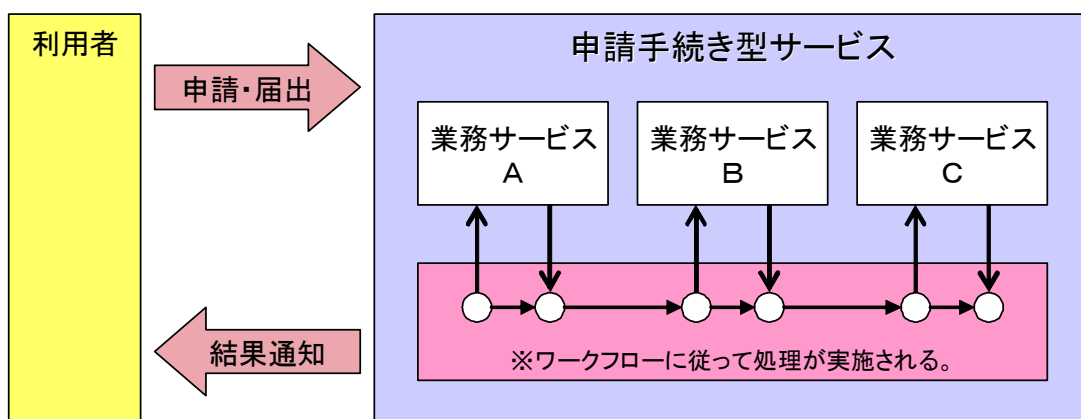 利用者
申請・届出
結果通知
申請手続き型サービス
業務サービス
A
業務サービス
B
業務サービス
C
※ワークフローに従って処理が実施される。